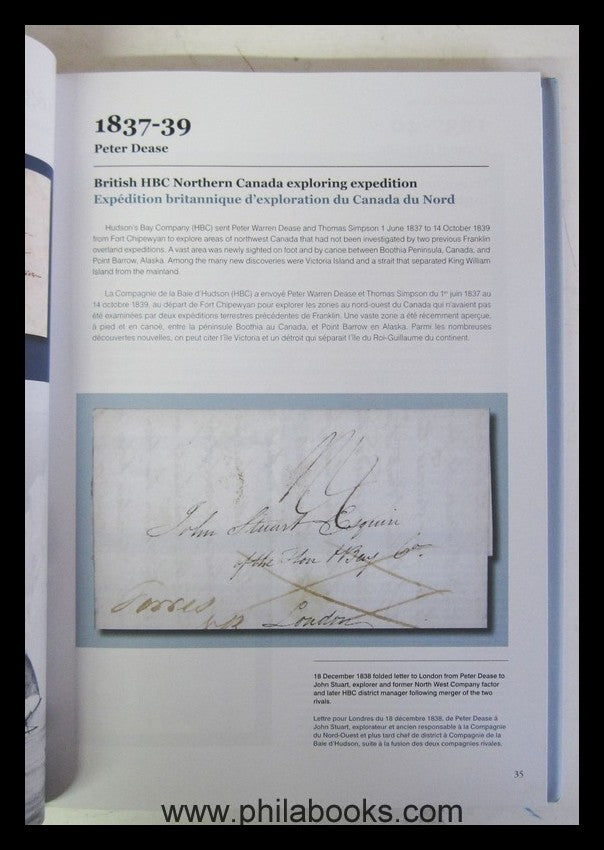 1837-39
Peter Dease
British HBC Northern Canada exploring expedition
Expédition britannique d'exploration du Canada du Nord
Hudson's Bay Company (HBC) sent Peter Warren Dease and Thomas Simpson 1 June 1837 to 14 October 1839
from Fort Chipewyan to explore areas of northwest Canada that had not been investigated by two previous Franklin
overland expeditions. A vast area was newly sighted on foot and by canoe between Boothia Peninsula, Canada, and
Point Barrow, Alaska. Among the many new discoveries were Victoria Island and a strait that separated King William
Island from the mainland.
La Compagnie de la Baie d'Hudson (HBC) a envoyé Peter Warren Dease et Thomas Simpson du 1er juin 1837 au
14 octobre 1839, au départ de Fort Chipewyan pour explorer les zones au nord-ouest du Canada qui n'avaient pas
été examinées par deux expéditions terrestres précédentes de Franklin. Une vaste zone a été récemment aperçue,
à pied et en canoë, entre la péninsule Boothia au Canada, et Point Barrow en Alaska. Parmi les nombreuses
découvertes nouvelles, on peut citer l'île Victoria et un détroit qui séparait l'île du Roi-Guillaume du continent.
John Stuart Esquire
of the Hon HBay Co
London
18 December 1838 folded letter to London from Peter Dease to
John Stuart, explorer and former North West Company factor
and later HBC district manager following merger of the two
rivals.
Lettre pour Londres du 18 décembre 1838, de Peter Dease à
John Stuart, explorateur et ancien responsable à la Compagnie
du Nord-Ouest et plus tard chef de district à Compagnie de la
Baie d'Hudson, suite à la fusion des deux compagnies rivales.
35
www.philabooks.com